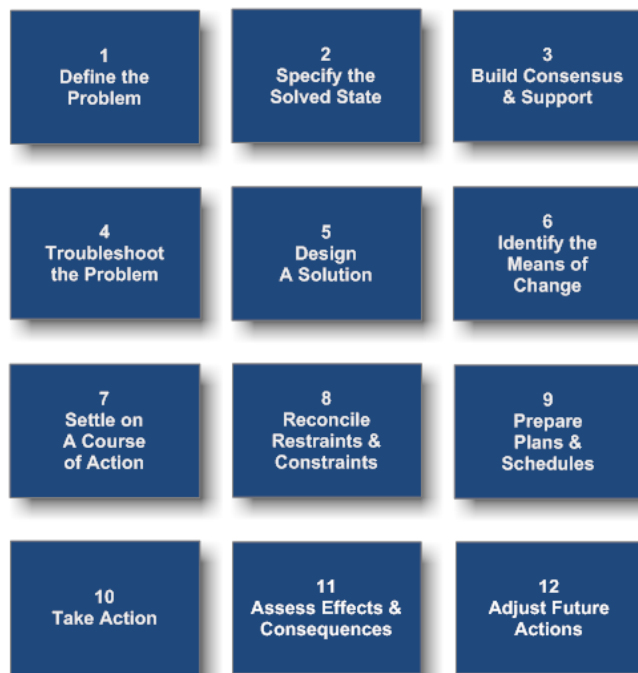 1
Define the
Problem
2
Specify the
Solved State
3
Build Consensus
& Support
4
Troubleshoot
the Problem
5
Design
A Solution
6
Identify the
Means of
Change
7
Settle on
A Course
of Action
8
Reconcile
Restraints &
Constraints
9
Prepare
Plans &
Schedules
10
Take Action
11
Assess Effects &
Consequences
12
Adjust Future
Actions